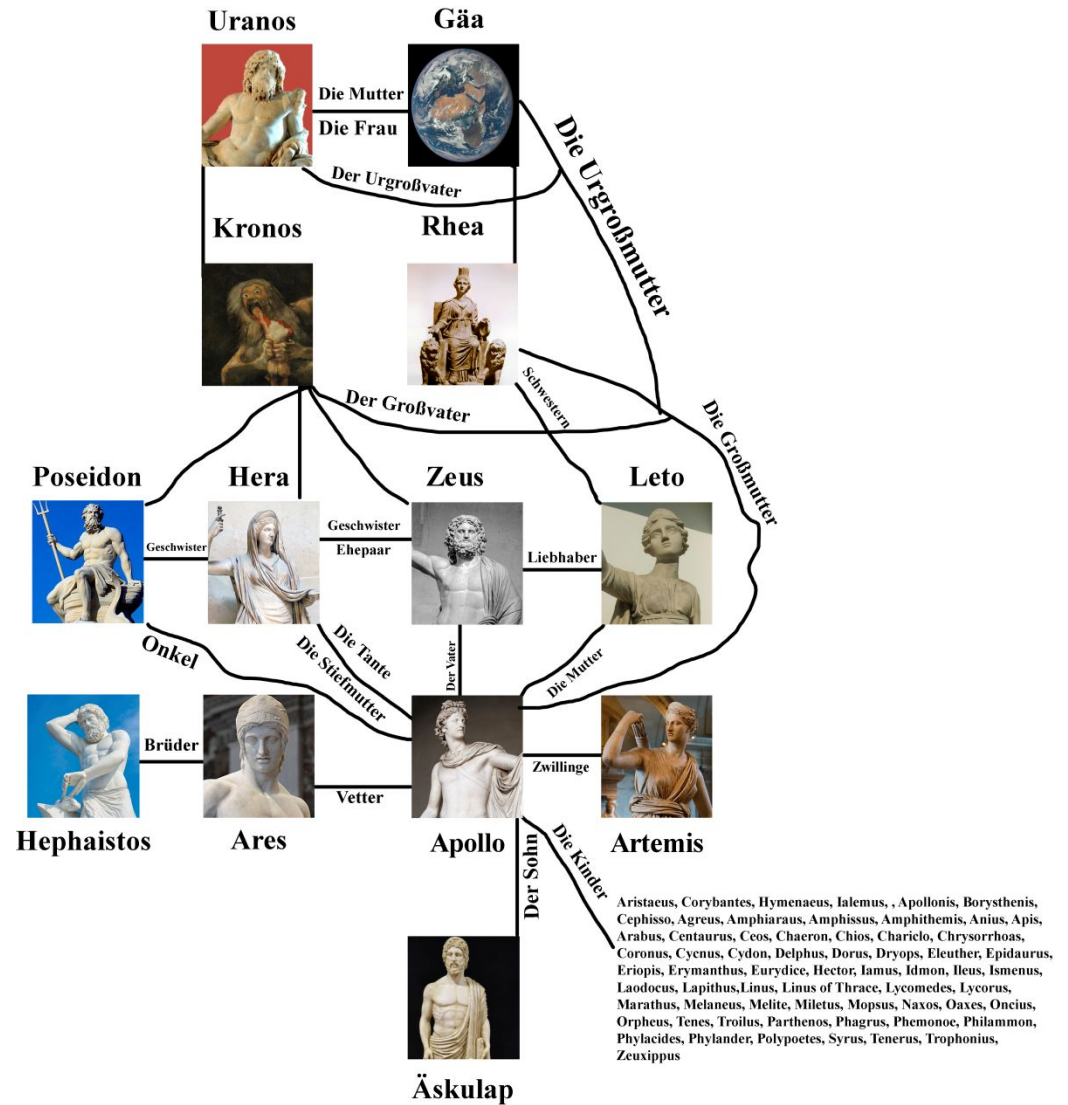 Uranos
Gäa
Die Mutter
Die Frau
Der Urgroßvater
Die Urgroßmutter
Kronos
Rhea
Der Großvater
Schwestern
Die Großmutter
Poseidon
Hera
Zeus
Leto
Geschwister
Geschwister
Ehepaar
Liebhaber
Onkel
Die Tante
Die Stiefmutter
Der Vater
Die Mutter
Brüder
Vetter
Zwillinge
Hephaistos
Ares
Apollo
Artemis
Der Sohn
Die Kinder
Aristaeus, Corybantes, Hymenaeus, Ialemus, , Apollonis, Borysthenis,
Cephisso, Agreus, Amphiaraus, Amphissus, Amphithemis, Anius, Apis,
Arabus, Centaurus, Ceos, Chaeron, Chios, Chariclo, Chrysorrhoas,
Coronus, Cycnus, Cydon, Delphus, Dorus, Dryops, Eleuther, Epidaurus,
Eriopis, Erymanthus, Eurydice, Hector, Iamus, Idmon, Ileus, Ismenus,
Laodocus, Lapithus,Linus, Linus of Thrace, Lycomedes, Lycorus,
Marathus, Melaneus, Melite, Miletus, Mopsus, Naxos, Oaxes, Oncius,
Orpheus, Tenes, Troilus, Parthenos, Phagrus, Phemonoe, Philammon,
Phylacides, Phylander, Polypoetes, Syrus, Tenerus, Trophonius,
Zeuxippus
Äskulap